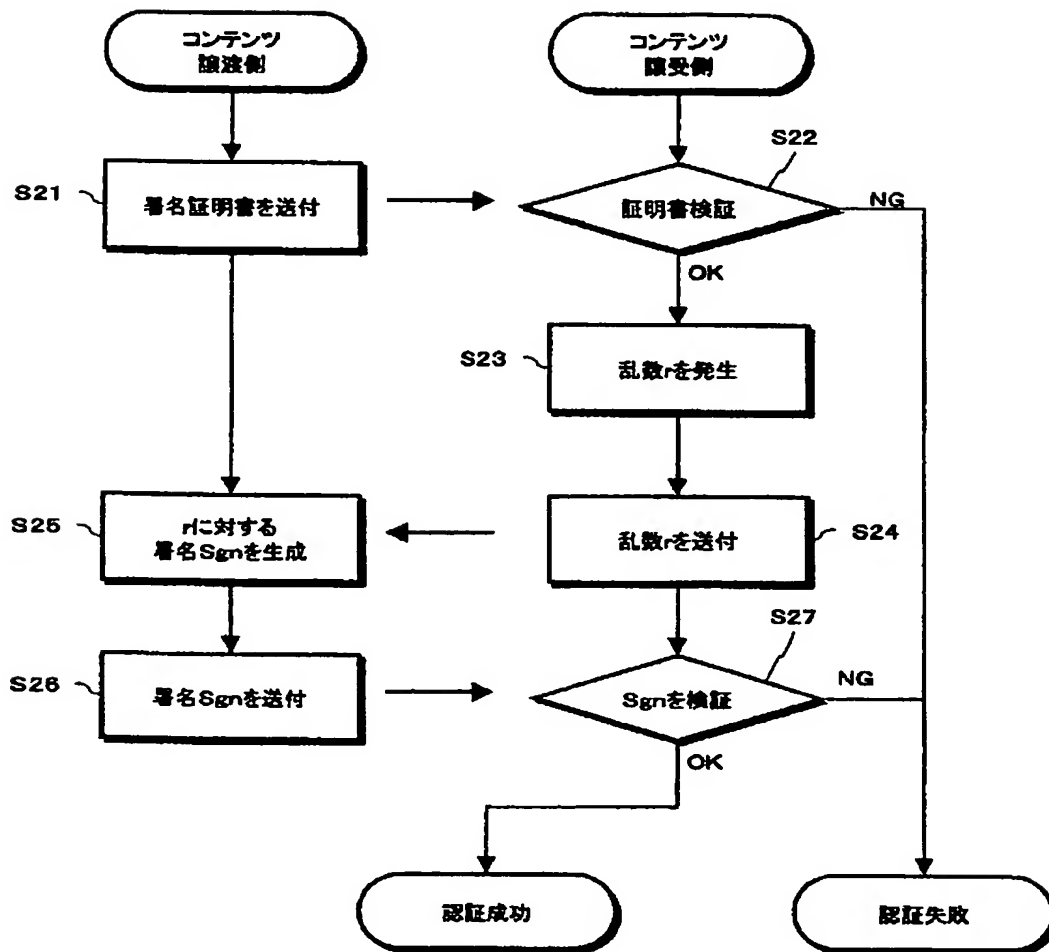 コンテンツ
譲渡側
コンテンツ
譲受側
S21
署名証明書を送付
S22
証明書検証
NG
OK
S23
乱数rを発生
S25
rに対する
署名Sgnを生成
乱数rを送付
S24
S27
S26
署名Sgnを送付
Sgnを検証
NG
OK
認証成功
認証失敗